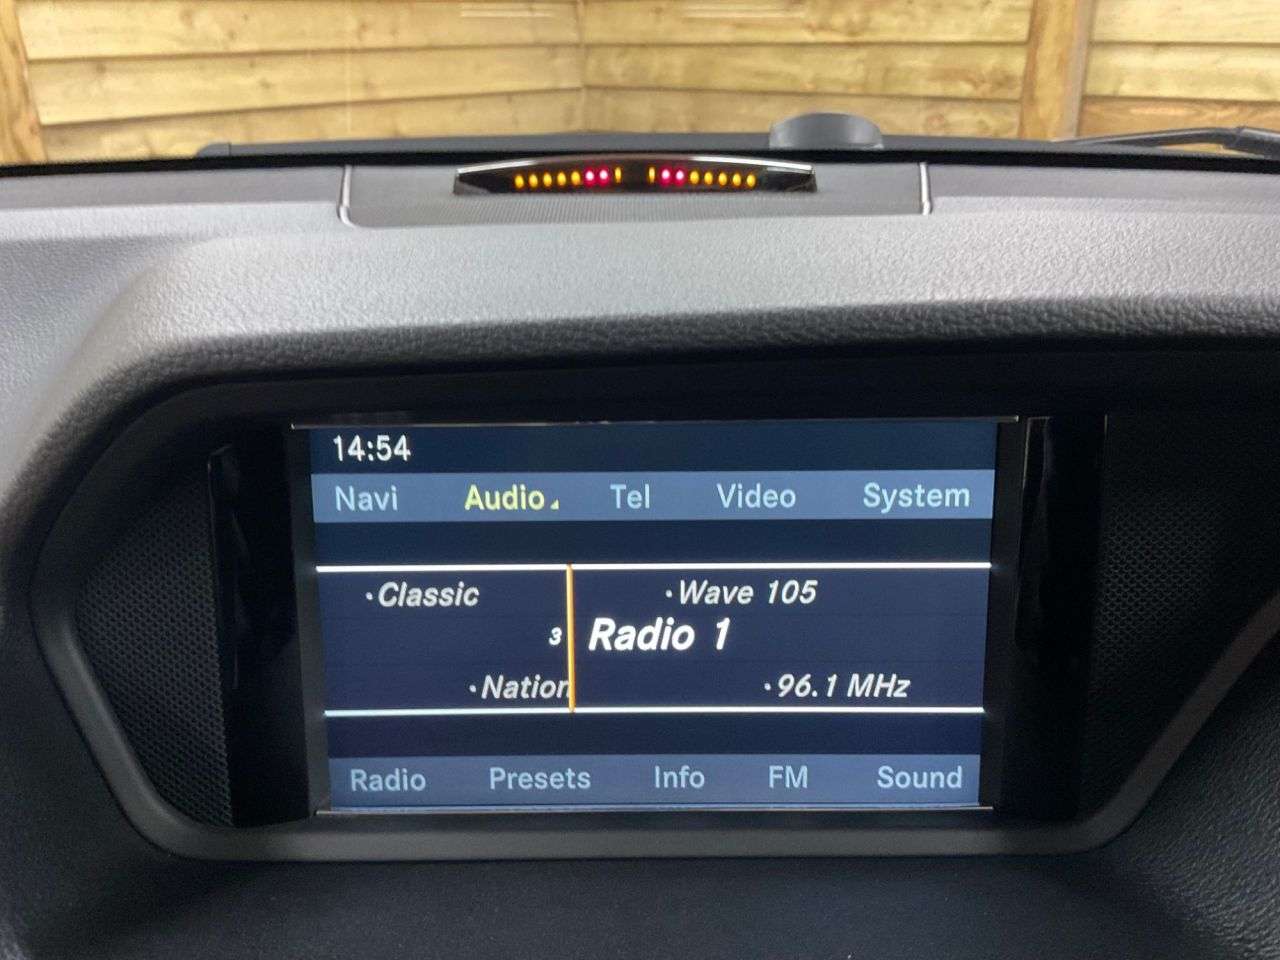 14:54
Navi Audio Tel Video System
•Classic •Wave 105
3 Radio 1
•Nation •96.1 MHz
Radio Presets Info FM Sound